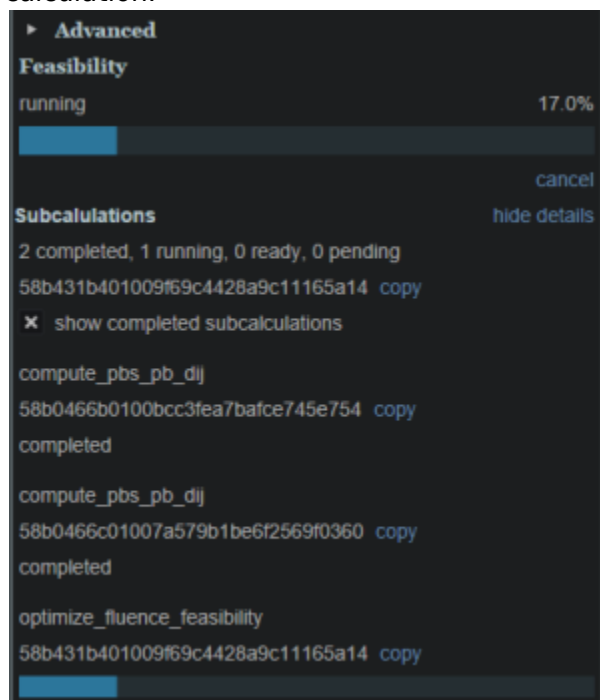 Advanced
Feasibility
running 17.0%
cancel
Subcalulations hide details
2 completed, 1 running, 0 ready, 0 pending
58b431b401009f69c4428a9c11165a14 copy
show completed subcalculations
compute_pbs_pb_dij
58b0466b0100bcc3fea7bafce745e754 copy
completed
compute_pbs_pb_dij
58b0466c01007a579b1be6f2569f0360 copy
completed
optimize_fluence_feasibility
58b431b401009f69c4428a9c11165a14 copy